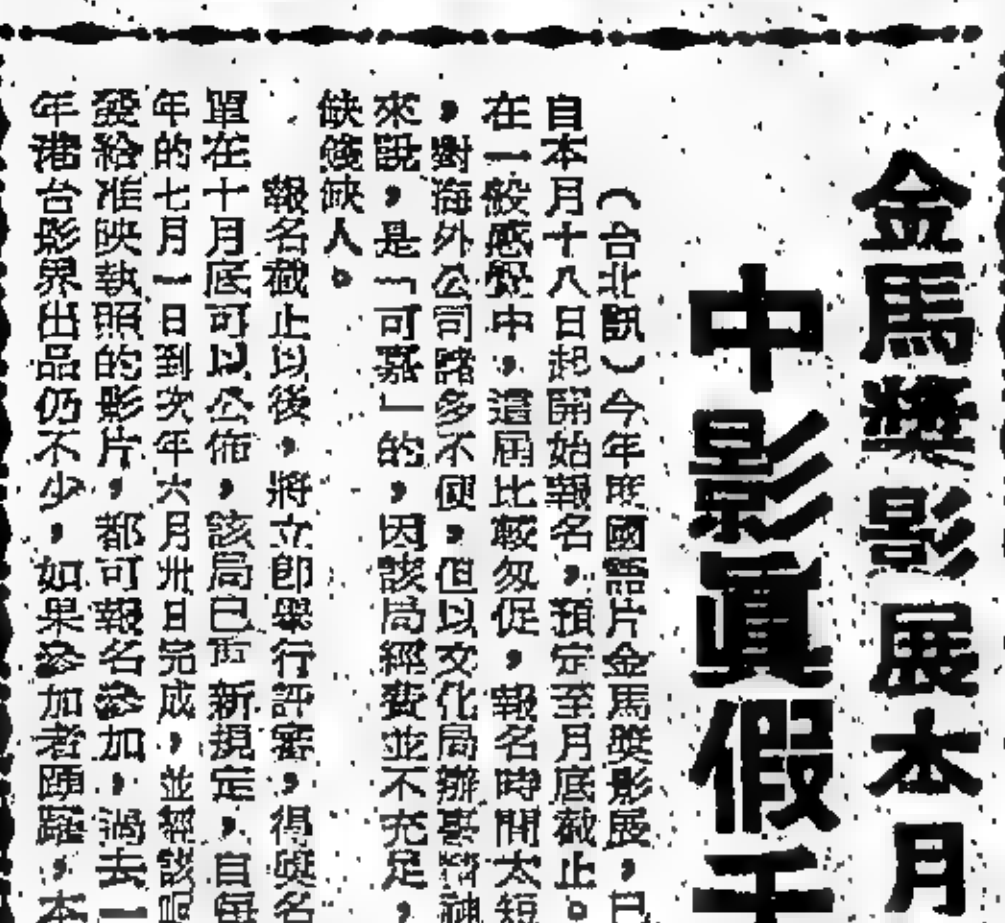 金馬獎影展本月
中影眞假千
(台北訊)今年度國語片金馬獎影展,已
自本月十八日起開始報名,預定至月底截止。
在一般感覺中,這屆比較匆促,報名時間太短
,對海外公司諸多不便,但以文化局辦事精神
來說,是「可嘉」的,因該局經費並不充足,
缺錢缺人。
報名截止以後,將立卽舉行評審,得獎名
單在十月底可以公佈,該局已重新規定,自每
年的七月一日到次年六月卅日完成,並經該局
發給准映執照的影片,都可報名參加,過去一
年港台影界出品仍不少,如果參加者踴躍,本